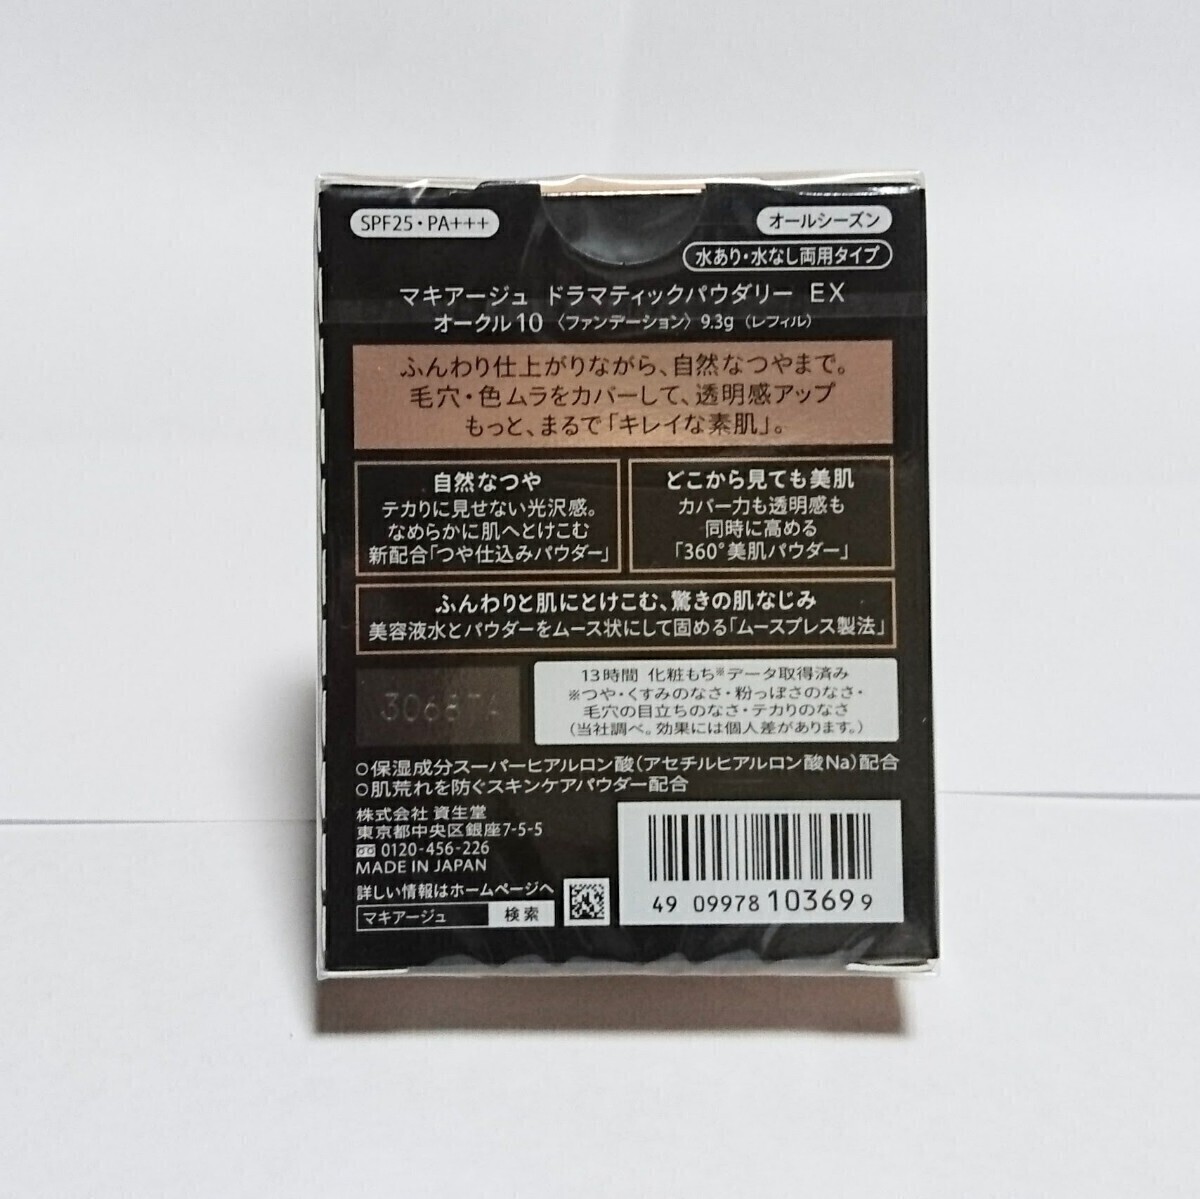 SPF25・PA+++
オールシーズン
水あり・水なし両用タイプ
マキアージュ ドラマティックパウダリー EX
オークル10 〈ファンデーション〉 9.3g (レフィル)
ふんわり仕上がりながら、自然なつやまで。
毛穴・色ムラをカバーして、透明感アップ
もっと、まるで「キレイな素肌」。
自然なつや
テカりに見せない光沢感。
なめらかに肌へとけこむ
新配合「つや仕込みパウダー」
どこから見ても美肌
カバー力も透明感も
同時に高める
「360°美肌パウダー」
ふんわりと肌にとけこむ、驚きの肌なじみ
美容液水とパウダーをムース状にして固める「ムースプレス製法」
13時間 化粧もち※データ取得済み
※つや・くすみのなさ・粉っぽさのなさ・
毛穴の目立ちのなさ・テカりのなさ
(当社調べ。効果には個人差があります。)
○保湿成分スーパーヒアルロン酸(アセチルヒアルロン酸Na)配合
○肌荒れを防ぐスキンケアパウダー配合
株式会社 資生堂
東京都中央区銀座7-5-5
0120-456-226
MADE IN JAPAN
詳しい情報はホームページへ
マキアージュ 検索
49 09978 10369 9